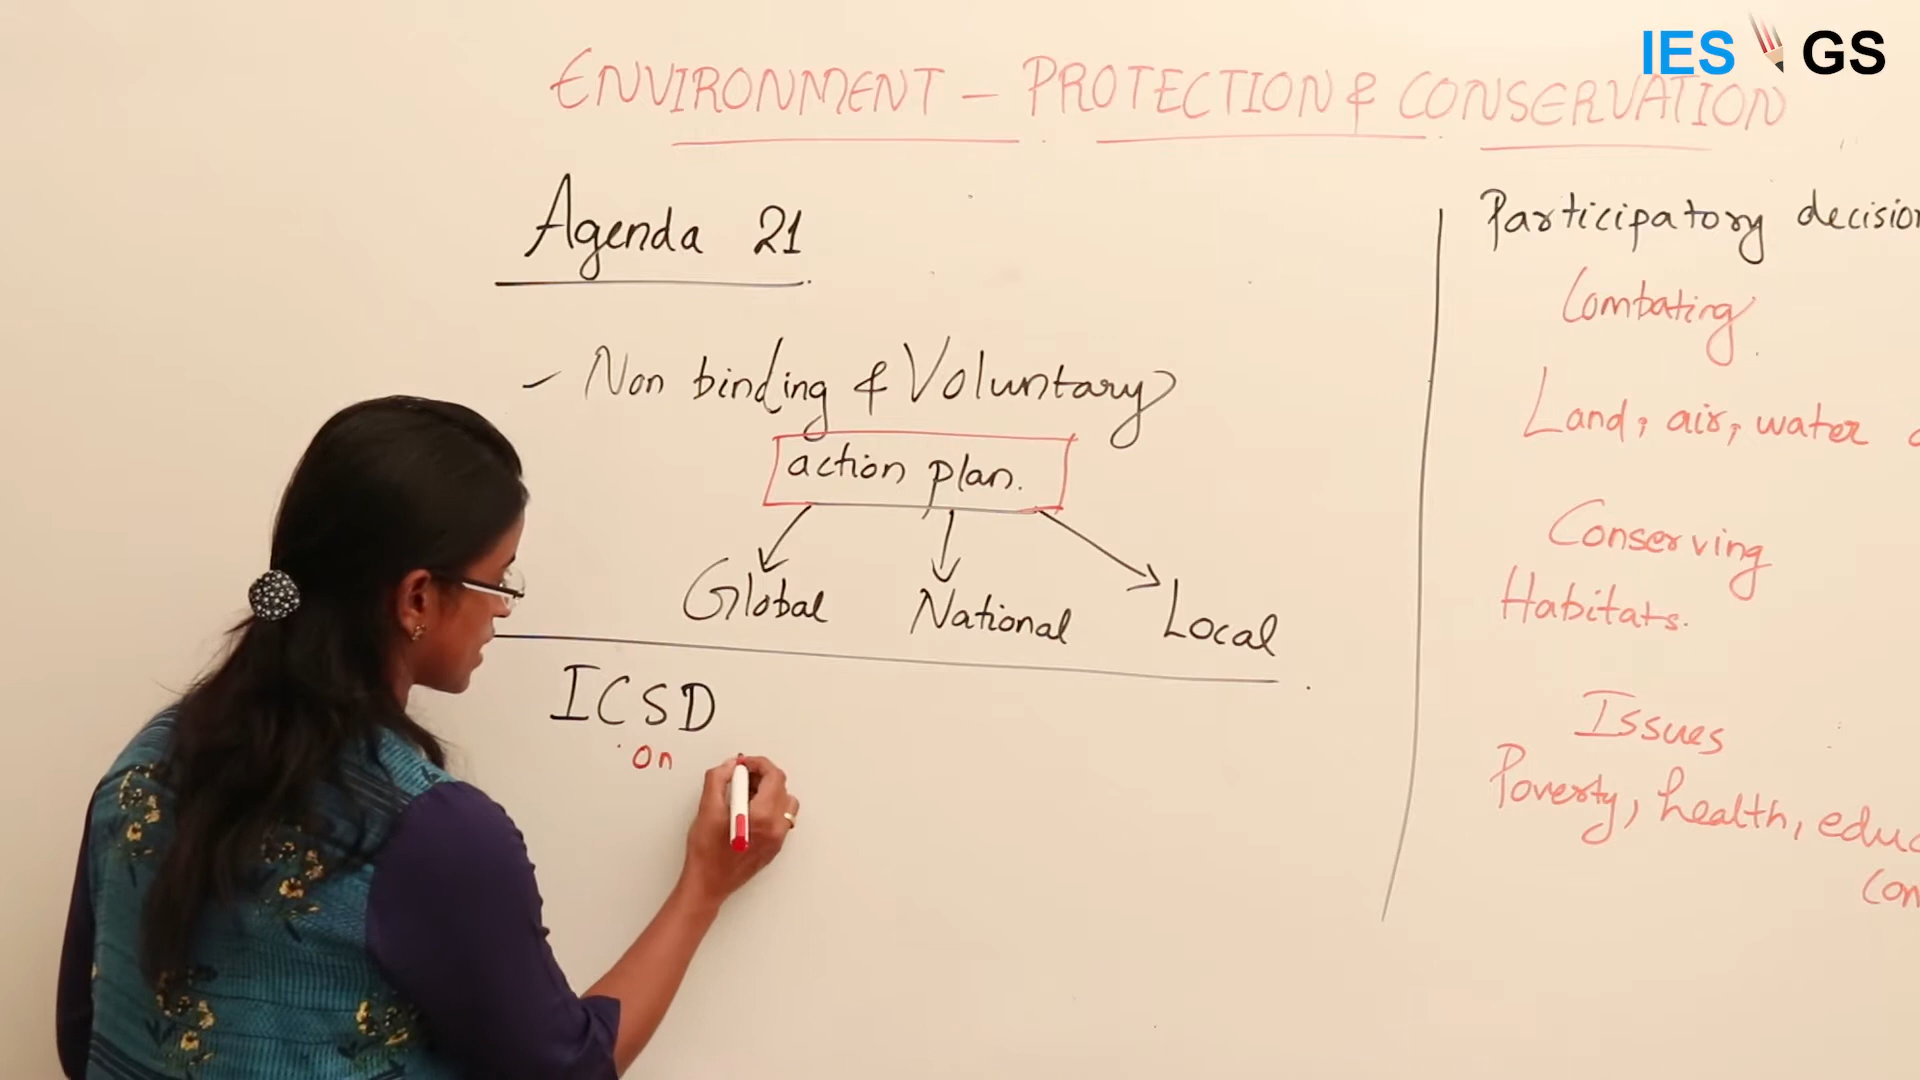 IES GS
ENVIRONMENT - PROTECTION & CONSERVATION
Agenda 21
- Non binding & Voluntary
action plan.
Global National Local
ICSD
on
Participatory decision
Combating
Land, air, water
Conserving
Habitats.
Issues
Poverty, health, educ
con